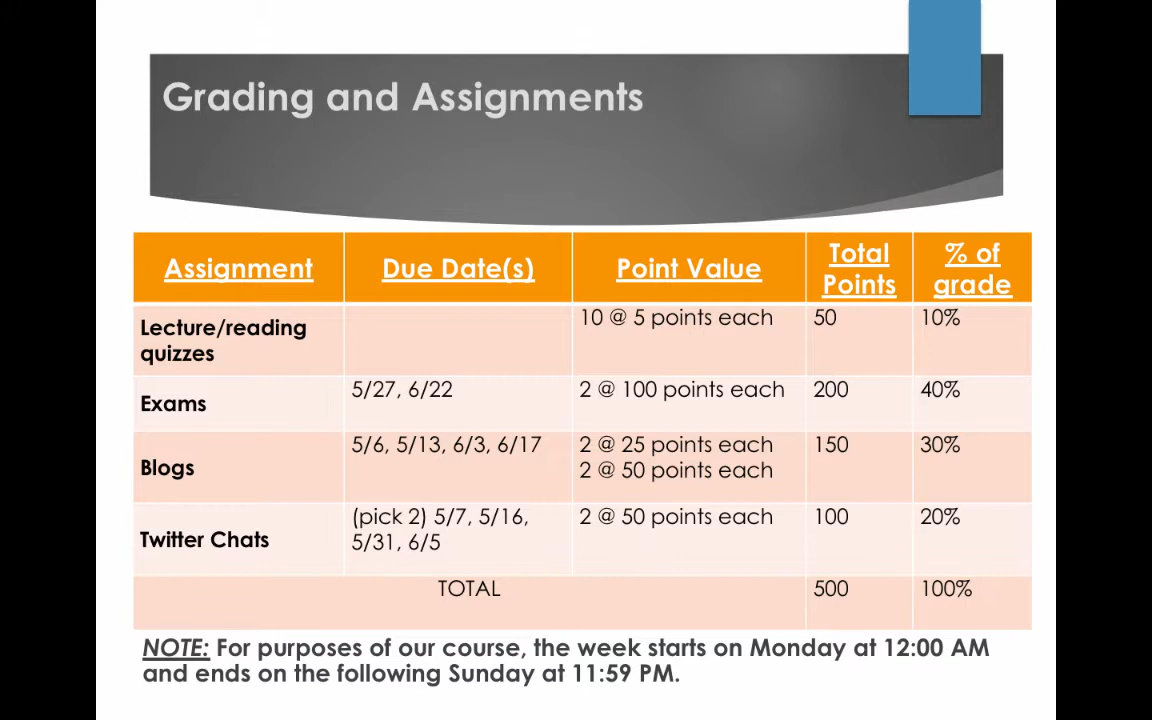 Grading and Assignments
Assignment
Due Date(s)
Point Value
Total
Points
% of
grade
Lecture/reading
quizzes
10 @ 5 points each
50
10%
Exams
5/27, 6/22
2 @ 100 points each
200
40%
Blogs
5/6, 5/13, 6/3, 6/17
2 @ 25 points each
2 @ 50 points each
150
30%
Twitter Chats
(pick 2) 5/7, 5/16,
5/31, 6/5
2 @ 50 points each
100
20%
TOTAL
500
100%
NOTE: For purposes of our course, the week starts on Monday at 12:00 AM
and ends on the following Sunday at 11:59 PM.